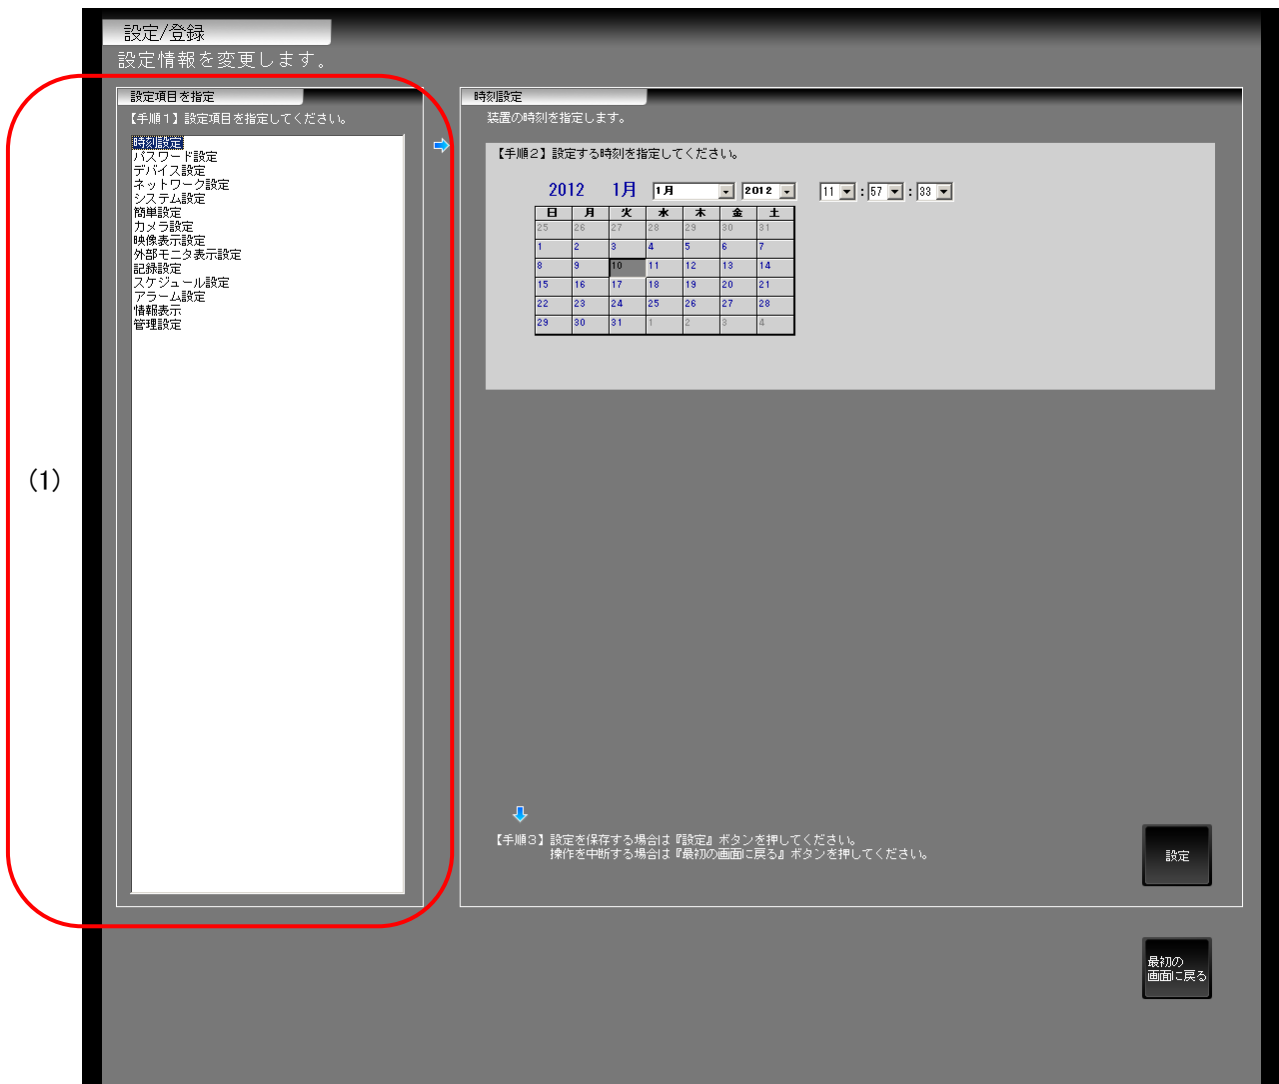 設定/登録
設定情報を変更します。
設定項目を指定
【手順1】設定項目を指定してください。
時刻設定
パスワード設定
デバイス設定
ネットワーク設定
システム設定
簡単設定
カメラ設定
映像表示設定
外部モニタ表示設定
記録設定
スケジュール設定
アラーム設定
情報表示
管理設定
(1)
時刻設定
装置の時刻を指定します。
【手順2】設定する時刻を指定してください。
2012 1月 1月 2012 11 : 57 : 33
日 月 火 水 木 金 土
25 26 27 28 29 30 31
1 2 3 4 5 6 7
8 9 10 11 12 13 14
15 16 17 18 19 20 21
22 23 24 25 26 27 28
29 30 31 1 2 3 4
【手順3】設定を保存する場合は『設定』ボタンを押してください。
操作を中断する場合は『最初の画面に戻る』ボタンを押してください。
設定
最初の
画面に戻る